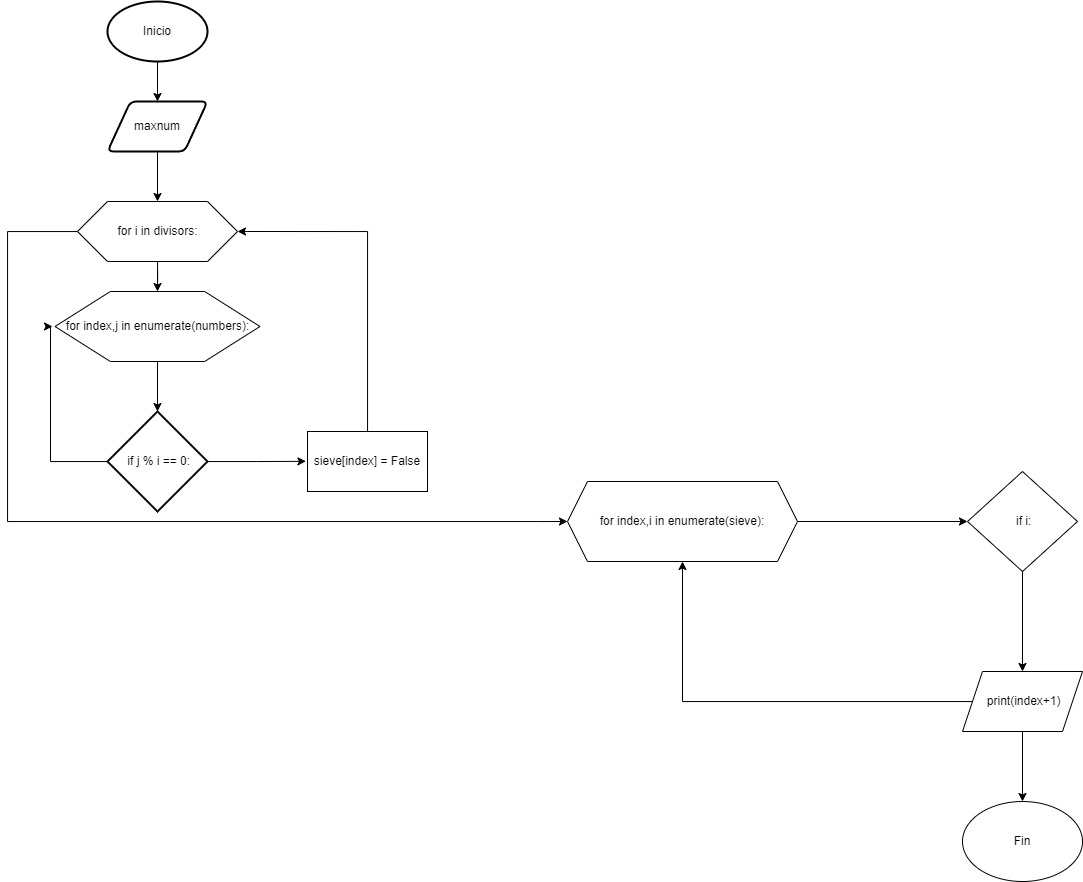 Inicio
maxnum
for i in divisors:
for index,j in enumerate(numbers):
if j % i == 0:
sieve[index] = False
for index,i in enumerate(sieve):
if i:
print(index+1)
Fin